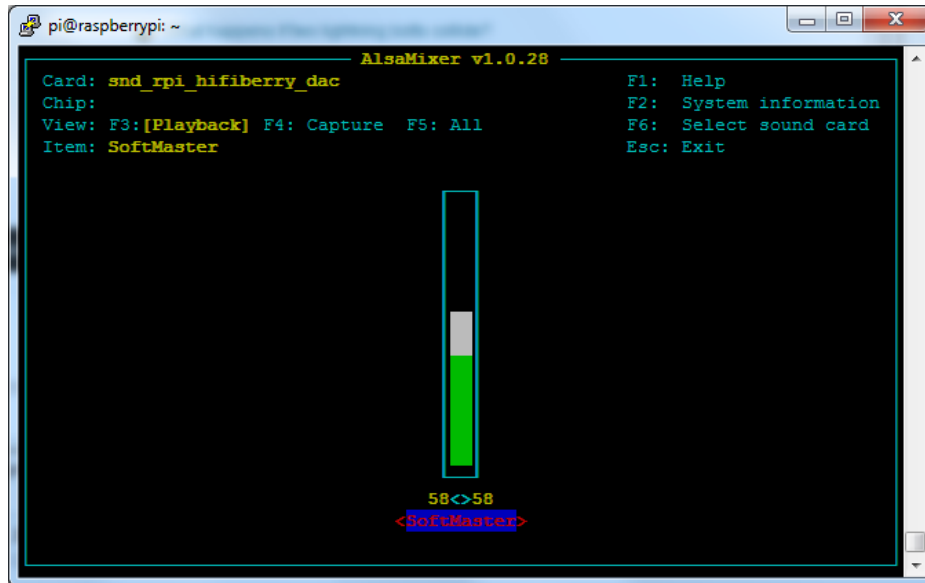 pi@raspberrypi: ~
AlsaMixer v1.0.28
Card: snd_rpi_hifiberry_dac F1: Help
Chip: F2: System information
View: F3:[Playback] F4: Capture F5: All F6: Select sound card
Item: SoftMaster Esc: Exit
58<>58
<SoftMaster>